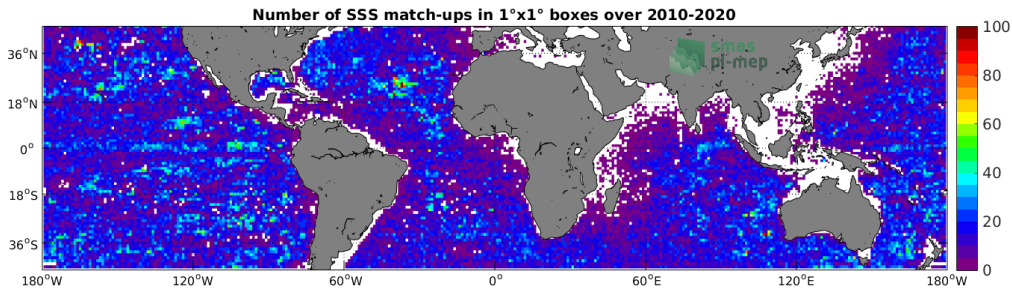 Number of SSS match-ups in 1°x1° boxes over 2010-2020
smos
pi-mep
36°N
18°N
0°
18°S
36°S
180°W 120°W 60°W 0° 60°E 120°E 180°W
100
80
60
40
20
0